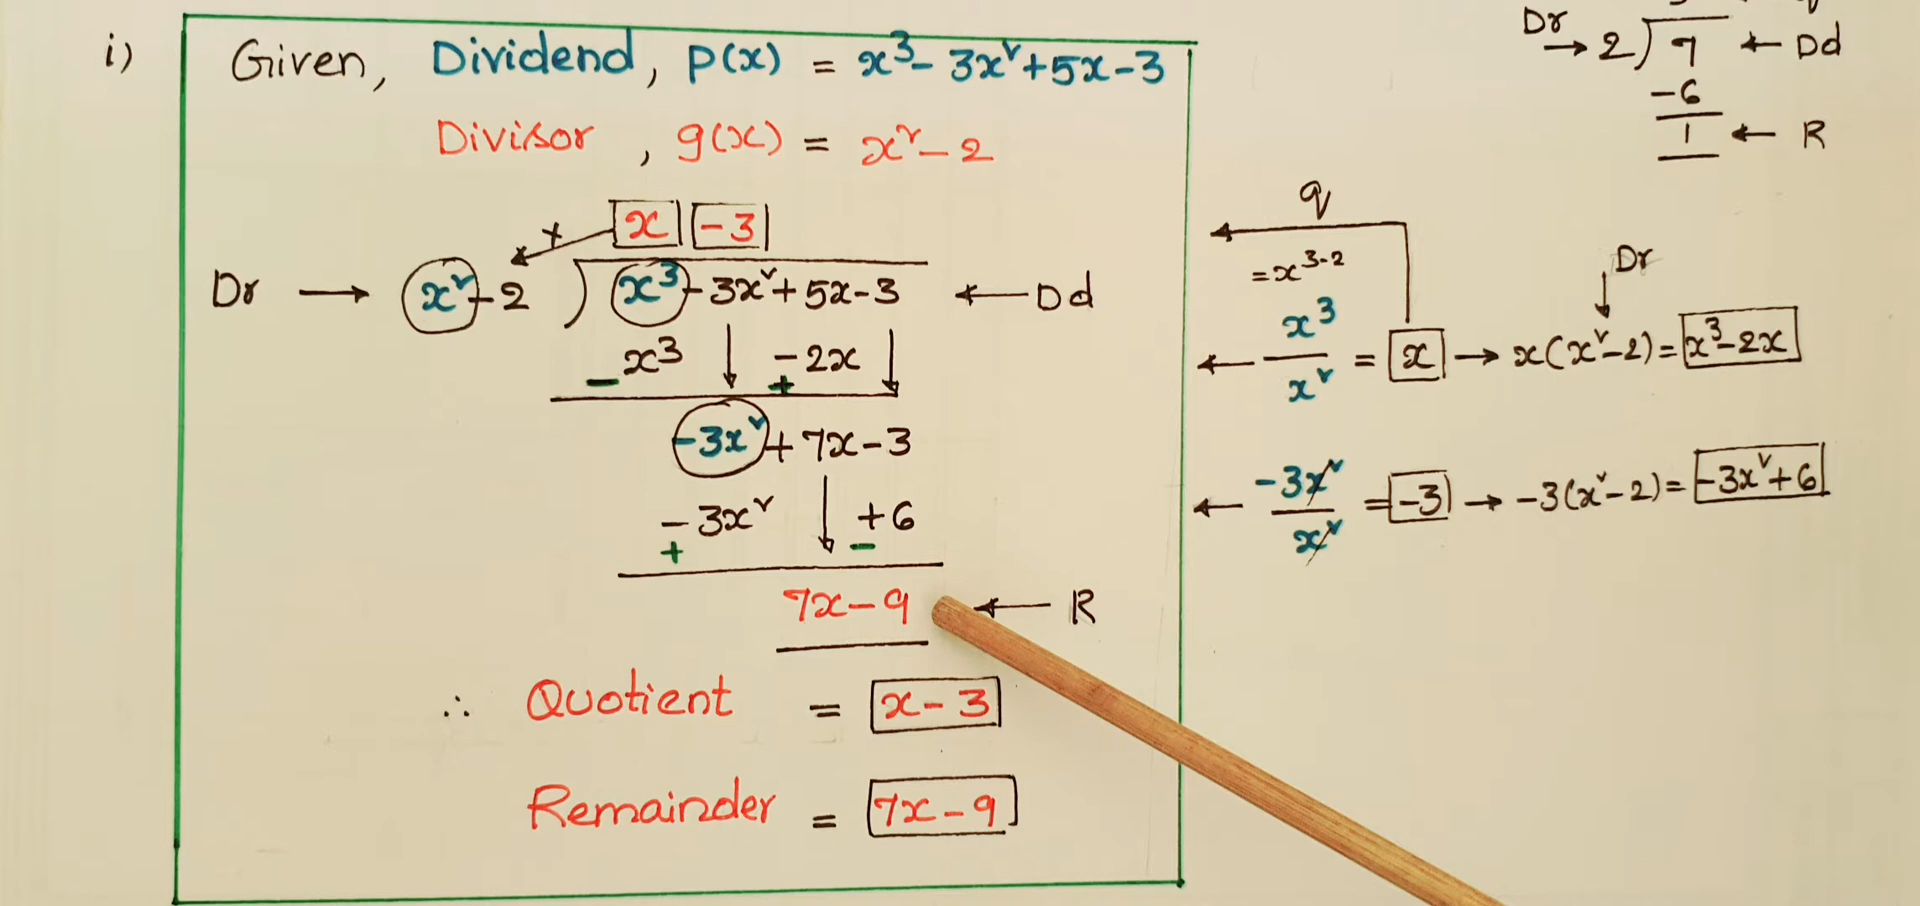 i) Given, Dividend, p(x) = x³ - 3x² + 5x - 3
Divisor, g(x) = x² - 2
x -3
Dr → x² - 2 ) x³ - 3x² + 5x - 3 ← Dd
x³ - 2x
- +
-3x² + 7x - 3
-3x² + 6
+ -
7x - 9 ← R
∴ Quotient = x - 3
Remainder = 7x - 9
Dr → 2 ) 7 ← Dd
-6
1 ← R
q
= x³⁻²
Dr
← x³/x² = x → x(x² - 2) = x³ - 2x
← -3x²/x² = -3 → -3(x² - 2) = -3x² + 6